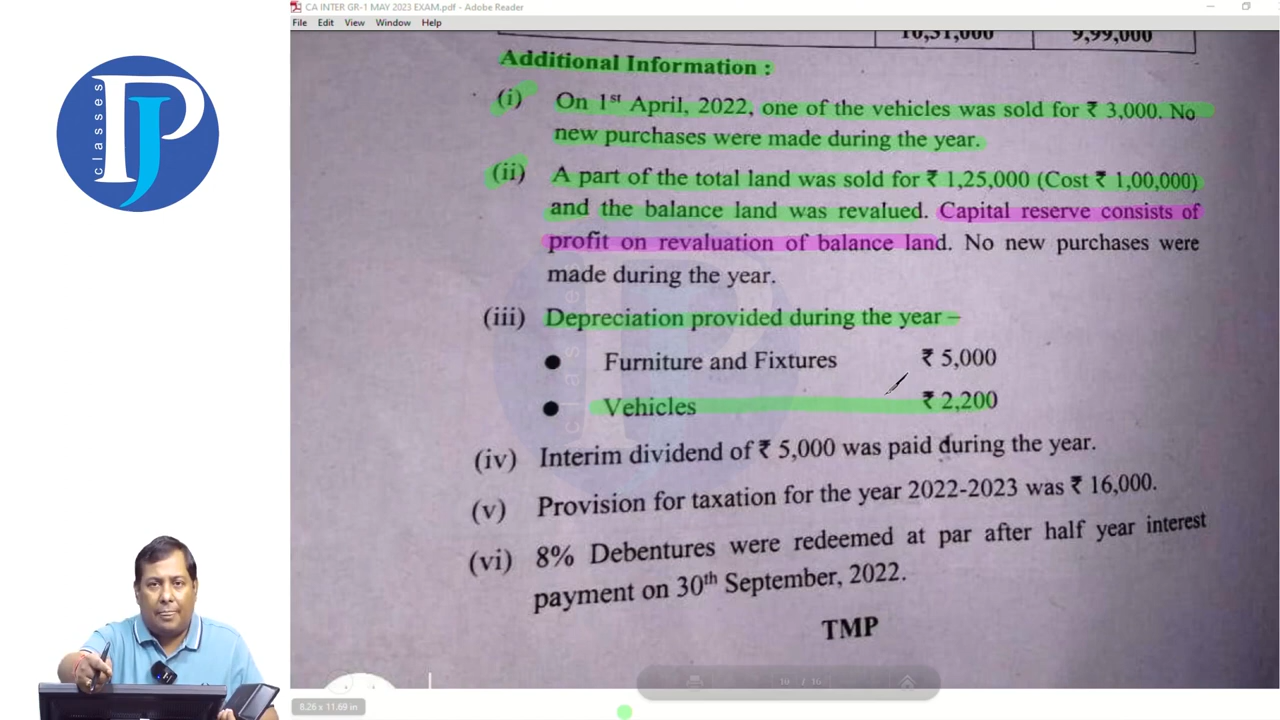 CA INTER GR-1 MAY 2023 EXAM.pdf - Adobe Reader
File Edit View Window Help
classes
PJ
10,31,000 9,99,000
Additional Information :
(i) On 1st April, 2022, one of the vehicles was sold for ₹ 3,000. No
new purchases were made during the year.
(ii) A part of the total land was sold for ₹ 1,25,000 (Cost ₹ 1,00,000)
and the balance land was revalued. Capital reserve consists of
profit on revaluation of balance land. No new purchases were
made during the year.
(iii) Depreciation provided during the year –
● Furniture and Fixtures ₹ 5,000
● Vehicles ₹ 2,200
(iv) Interim dividend of ₹ 5,000 was paid during the year.
(v) Provision for taxation for the year 2022-2023 was ₹ 16,000.
(vi) 8% Debentures were redeemed at par after half year interest
payment on 30th September, 2022.
TMP
8.26 x 11.69 in